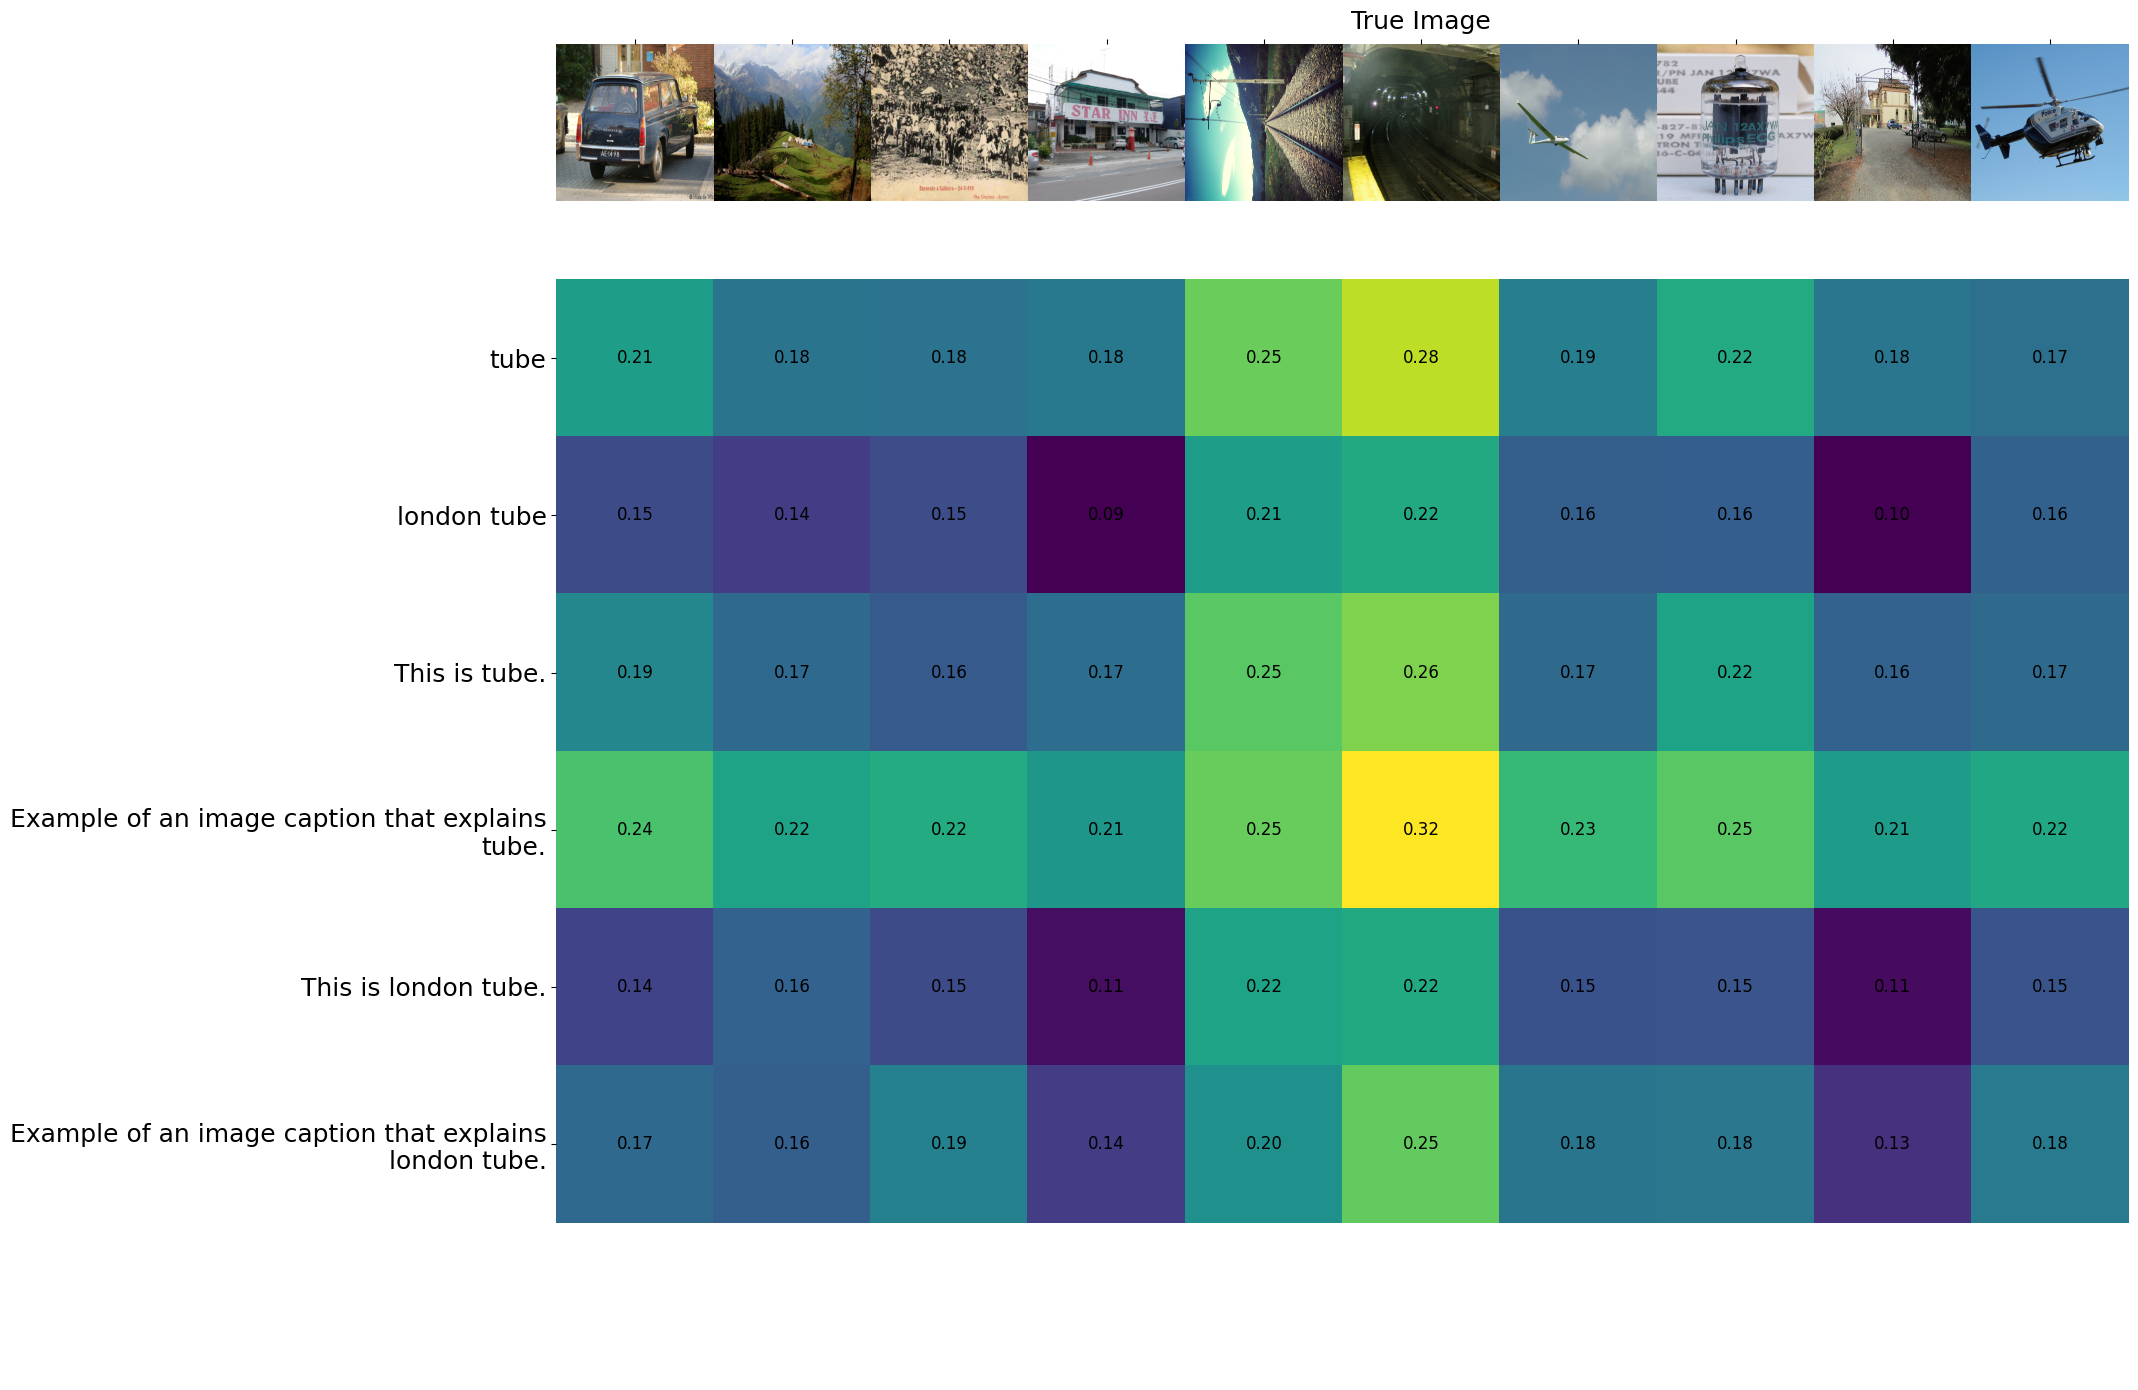 True Image
AE-14-98
STAR INN
JAN 12AX7WA
tube
0.21 0.18 0.18 0.18 0.25 0.28 0.19 0.22 0.18 0.17
london tube
0.15 0.14 0.15 0.09 0.21 0.22 0.16 0.16 0.10 0.16
This is tube.
0.19 0.17 0.16 0.17 0.25 0.26 0.17 0.22 0.16 0.17
Example of an image caption that explains
tube.
0.24 0.22 0.22 0.21 0.25 0.32 0.23 0.25 0.21 0.22
This is london tube.
0.14 0.16 0.15 0.11 0.22 0.22 0.15 0.15 0.11 0.15
Example of an image caption that explains
london tube.
0.17 0.16 0.19 0.14 0.20 0.25 0.18 0.18 0.13 0.18